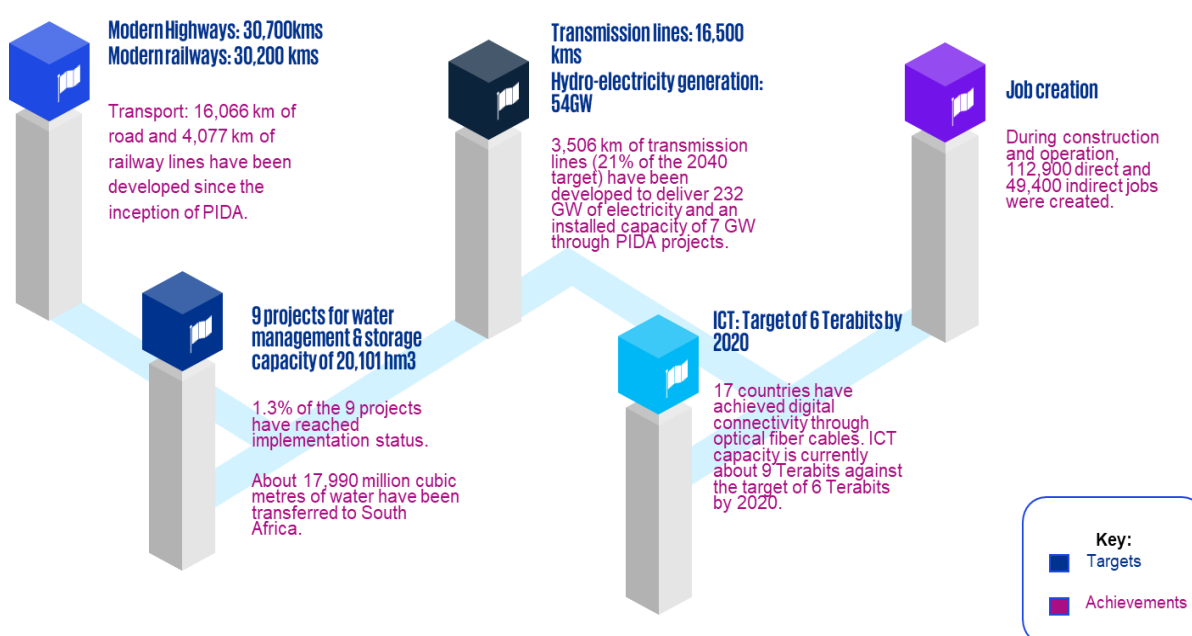 Modern Highways: 30,700kms
Modern railways: 30,200 kms
Transport: 16,066 km of
road and 4,077 km of
railway lines have been
developed since the
inception of PIDA.
9 projects for water
management & storage
capacity of 20,101 hm3
1.3% of the 9 projects
have reached
implementation status.
About 17,990 million cubic
metres of water have been
transferred to South
Africa.
Transmission lines: 16,500
kms
Hydro-electricity generation:
54GW
3,506 km of transmission
lines (21% of the 2040
target) have been
developed to deliver 232
GW of electricity and an
installed capacity of 7 GW
through PIDA projects.
ICT: Target of 6 Terabits by
2020
17 countries have
achieved digital
connectivity through
optical fiber cables. ICT
capacity is currently
about 9 Terabits against
the target of 6 Terabits
by 2020.
Job creation
During construction
and operation,
112,900 direct and
49,400 indirect jobs
were created.
Key:
Targets
Achievements